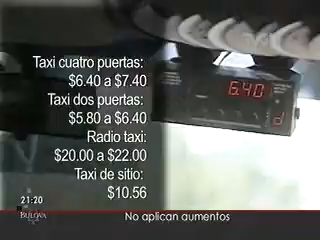 Taxi cuatro puertas:
$6.40 a $7.40
Taxi dos puertas:
$5.80 a $6.40
Radio taxi:
$20.00 a $22.00
Taxi de sitio:
$10.56
6.40
d
21:20
BULOVA
No aplican aumentos